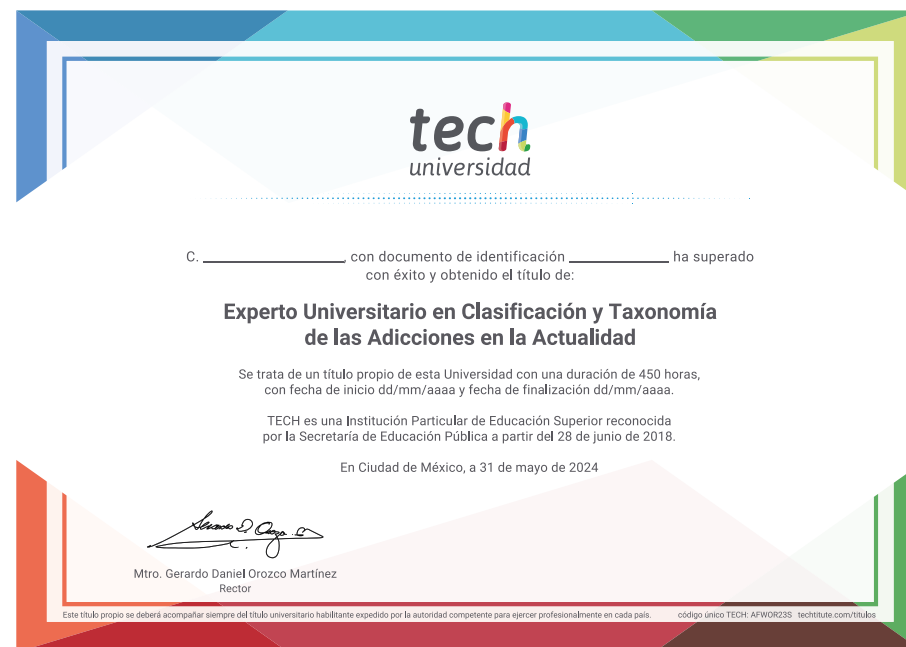 tech
universidad
C. ____________, con documento de identificación ____________ ha superado
con éxito y obtenido el título de:
Experto Universitario en Clasificación y Taxonomía
de las Adicciones en la Actualidad
Se trata de un título propio de esta Universidad con una duración de 450 horas,
con fecha de inicio dd/mm/aaaa y fecha de finalización dd/mm/aaaa.
TECH es una Institución Particular de Educación Superior reconocida
por la Secretaría de Educación Pública a partir del 28 de junio de 2018.
En Ciudad de México, a 31 de mayo de 2024
Mtro. Gerardo Daniel Orozco Martínez
Rector
Este título propio se deberá acompañar siempre del título universitario habilitante expedido por la autoridad competente para ejercer profesionalmente en cada país. código único TECH: AFWOR23S techtitute.com/titulos